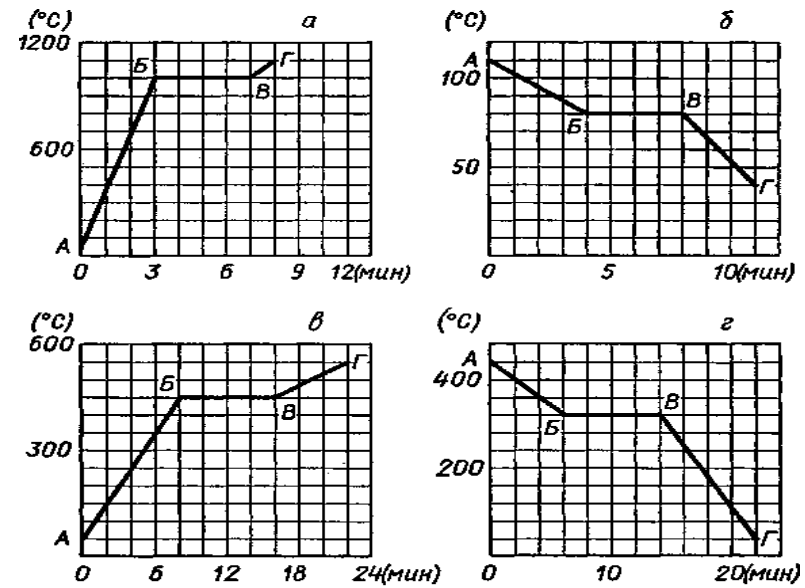 (°C) а
1200
Б Г
В
600
А
0 3 6 9 12(мин)
(°C) б
А
100
В
Б
50
Г
0 5 10(мин)
(°C) в
600
Г
Б
В
300
А
0 6 12 18 24(мин)
(°C) г
А
400
В
Б
200
Г
0 10 20(мин)